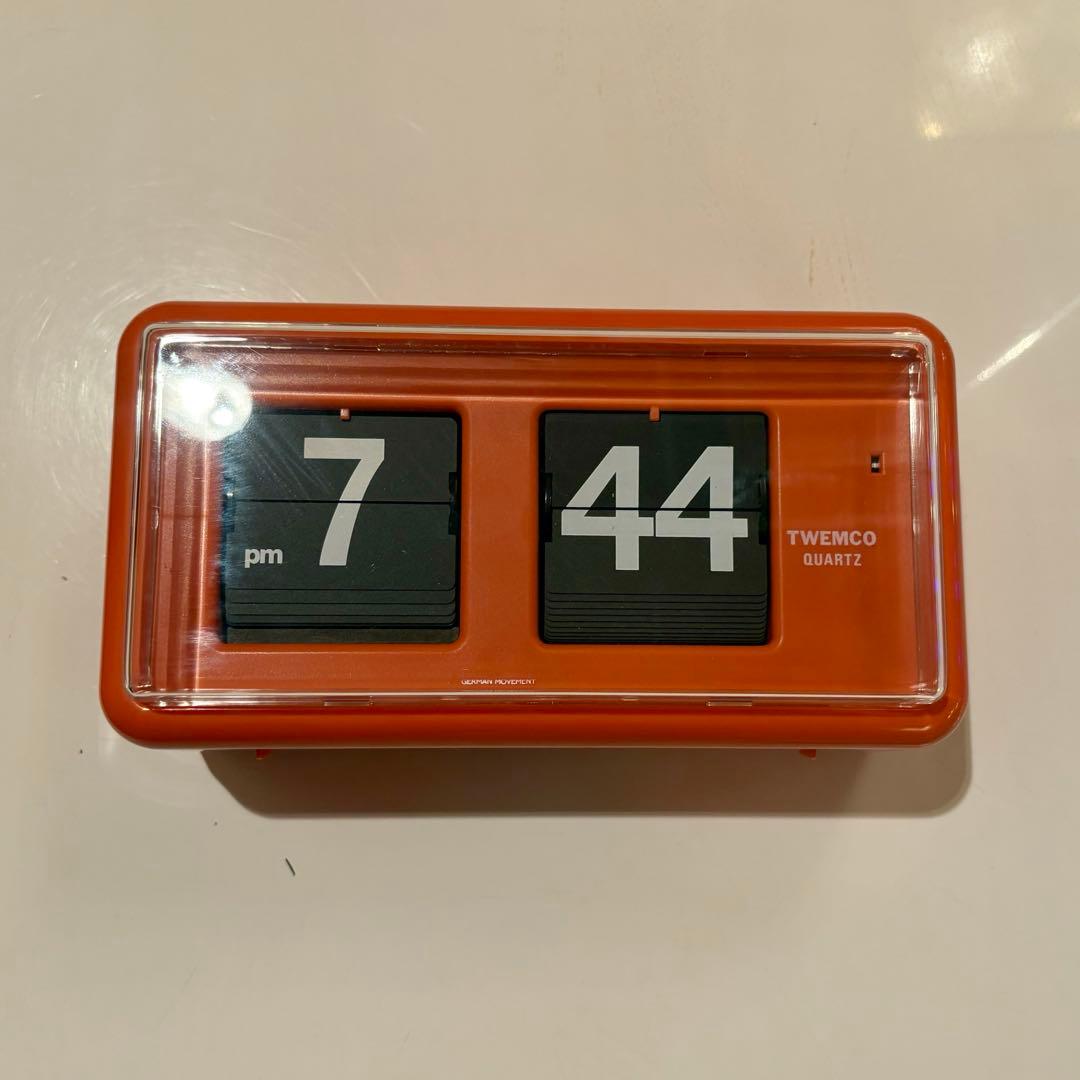 7
pm
44
TWEMCO
QUARTZ
GERMAN MOVEMENT